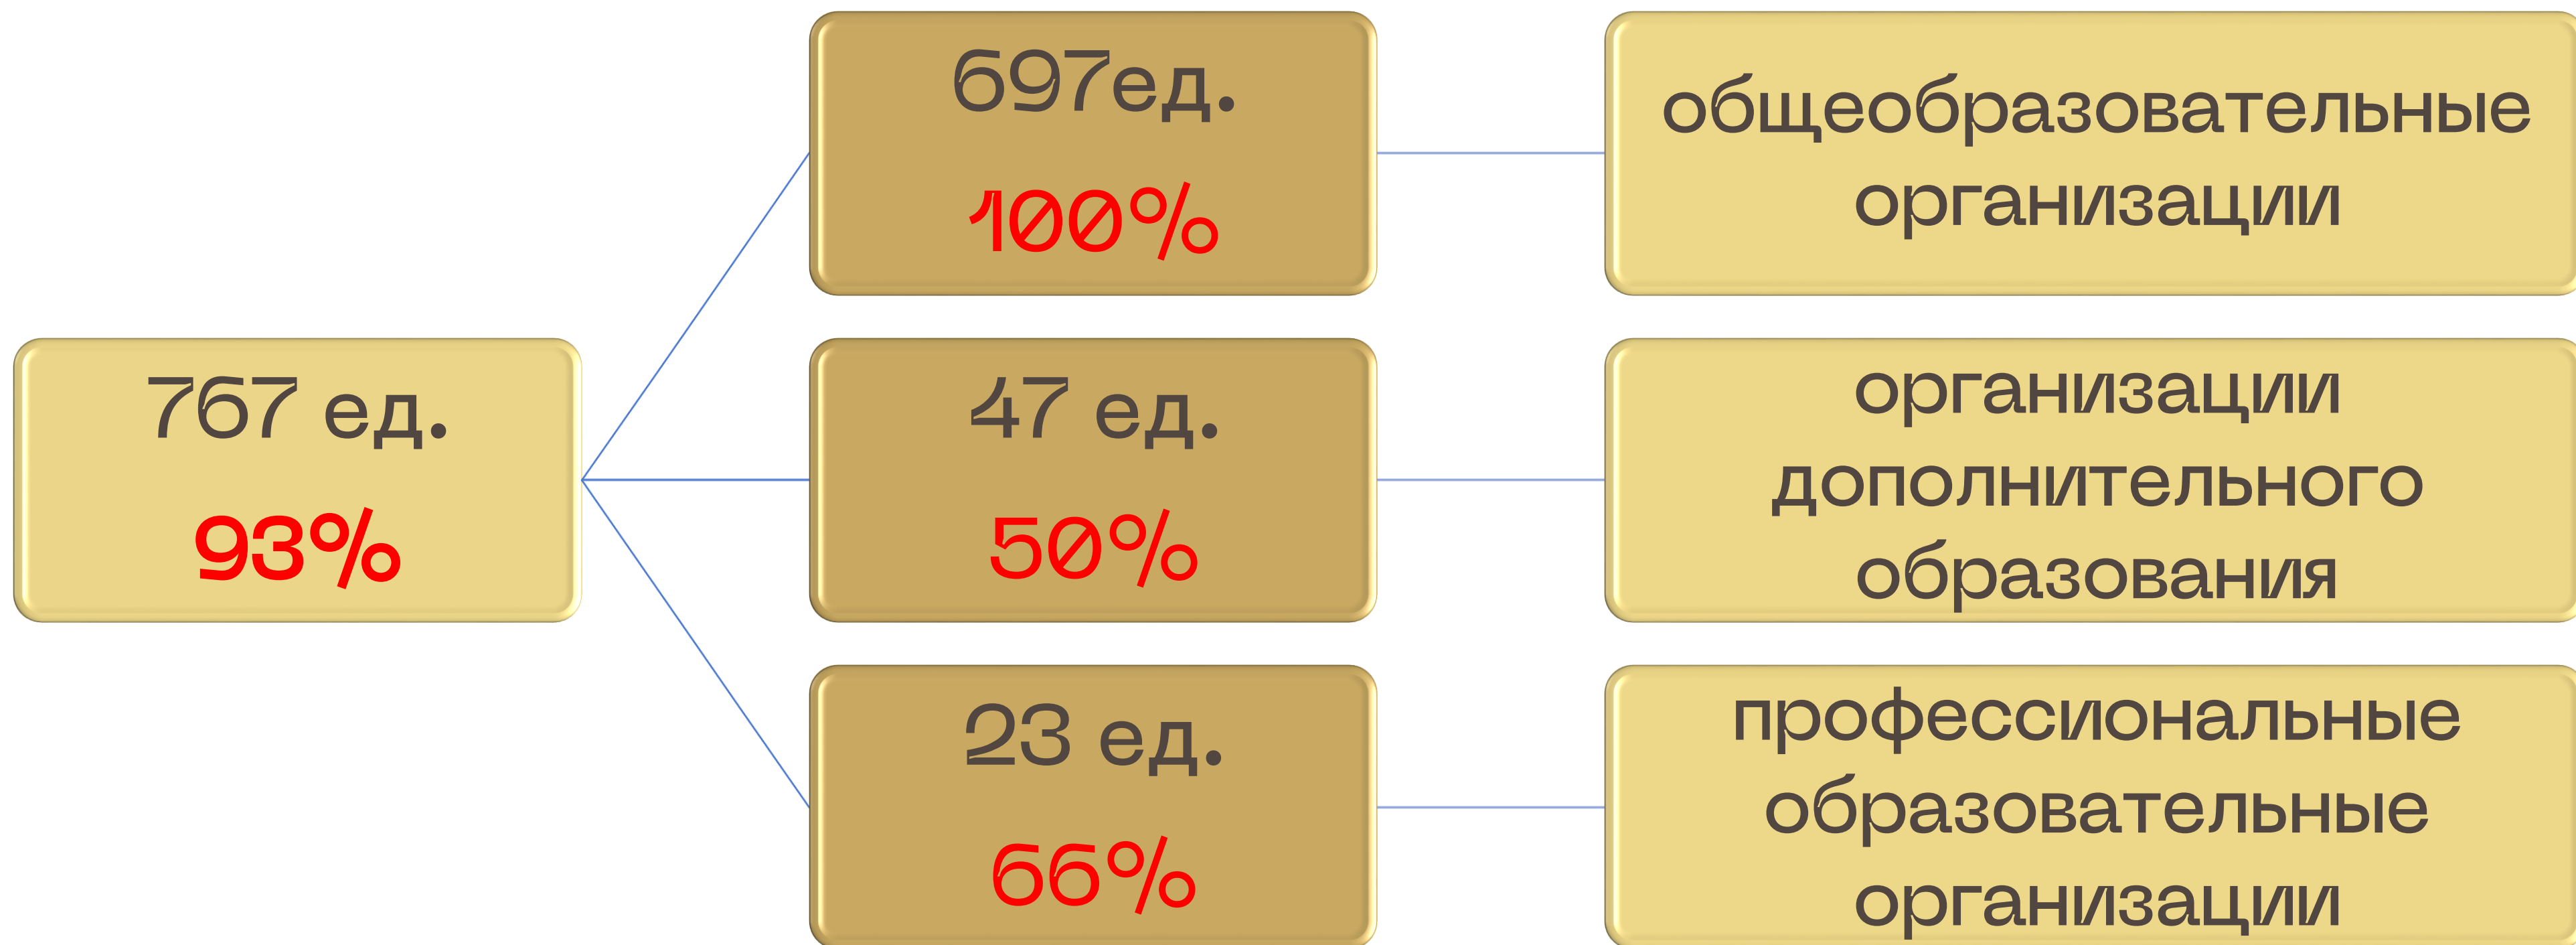 697ед.
100%
общеобразовательные
организации
767 ед.
93%
47 ед.
50%
организации
дополнительного
образования
23 ед.
66%
профессиональные
образовательные
организации